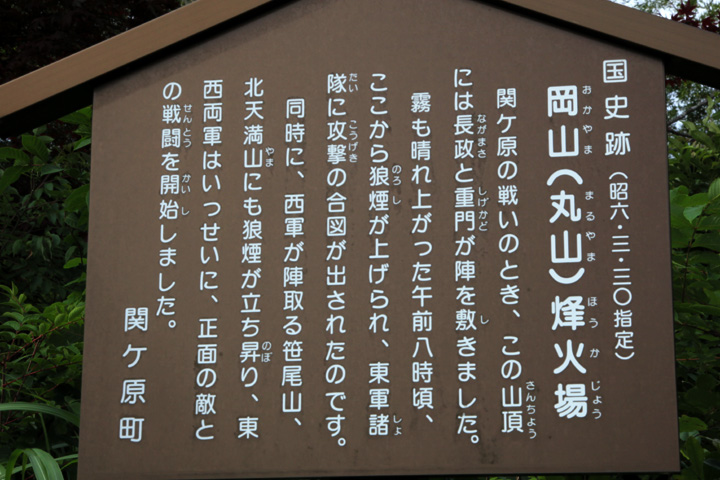 国史跡（昭六・三・三〇指定）
岡山（丸山）烽火場
関ケ原の戦いのとき、この山頂
には長政と重門が陣を敷きました。
霧も晴れ上がった午前八時頃、
ここから狼煙が上げられ、東軍諸
隊に攻撃の合図が出されたのです。
同時に、西軍が陣取る笹尾山、
北天満山にも狼煙が立ち昇り、東
西両軍はいっせいに、正面の敵と
の戦闘を開始しました。
関ケ原町